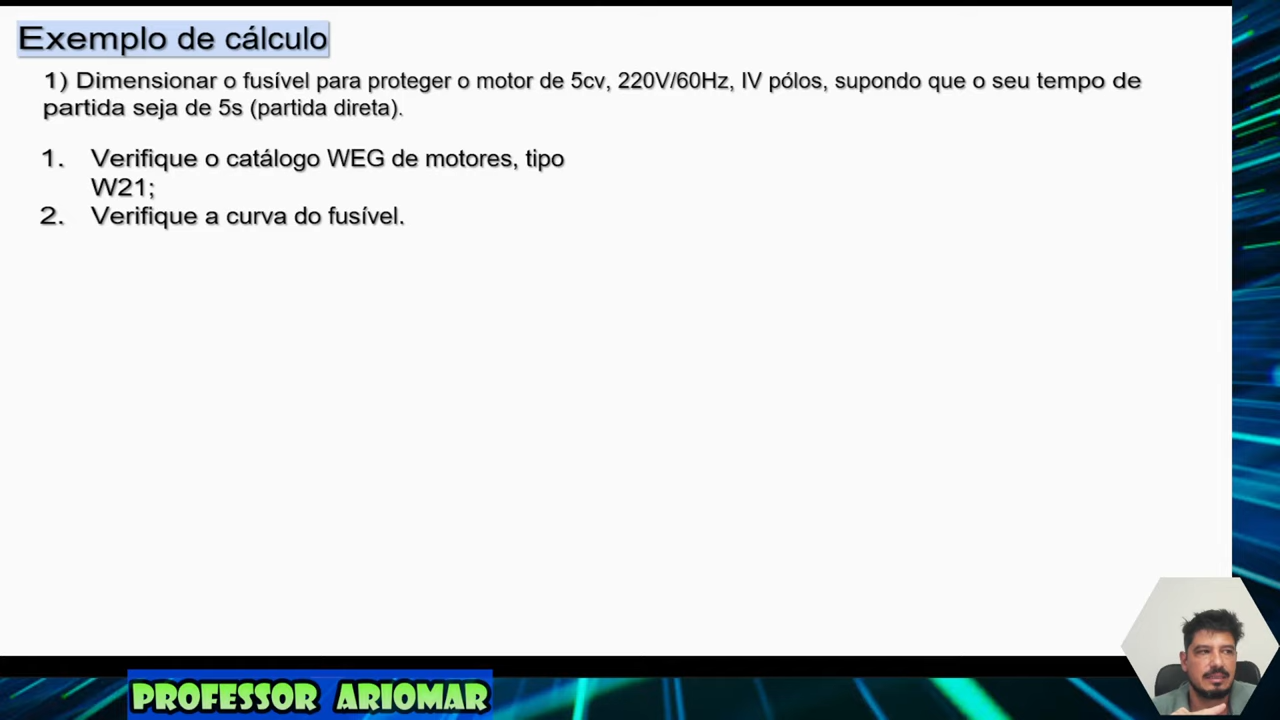 Exemplo de cálculo
1) Dimensionar o fusível para proteger o motor de 5cv, 220V/60Hz, IV pólos, supondo que o seu tempo de
partida seja de 5s (partida direta).
1. Verifique o catálogo WEG de motores, tipo
W21;
2. Verifique a curva do fusível.
PROFESSOR ARIOMAR